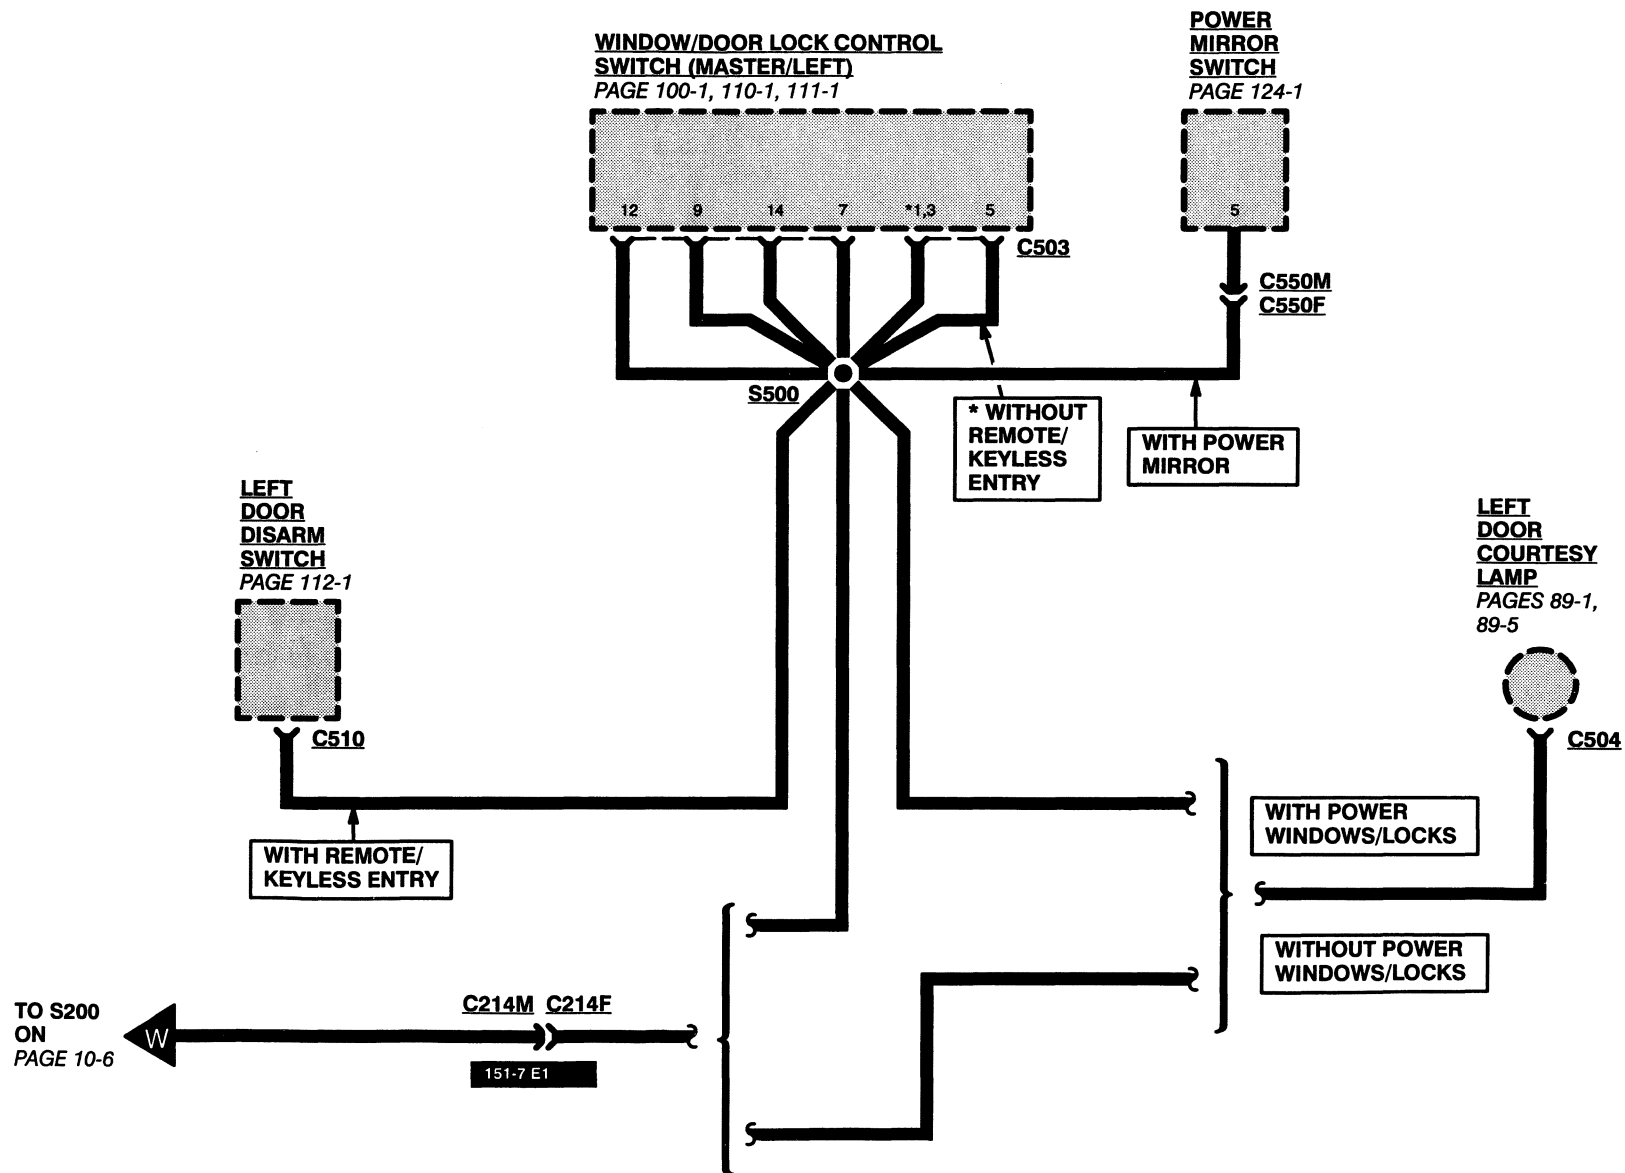 WINDOW/DOOR LOCK CONTROL
SWITCH (MASTER/LEFT)
PAGE 100-1, 110-1, 111-1
POWER
MIRROR
SWITCH
PAGE 124-1
12 9 14 7 *1,3 5
5
C503
C550M
C550F
S500
* WITHOUT
REMOTE/
KEYLESS
ENTRY
WITH POWER
MIRROR
LEFT
DOOR
DISARM
SWITCH
PAGE 112-1
LEFT
DOOR
COURTESY
LAMP
PAGES 89-1,
89-5
C510
C504
WITH REMOTE/
KEYLESS ENTRY
WITH POWER
WINDOWS/LOCKS
WITHOUT POWER
WINDOWS/LOCKS
TO S200
ON
PAGE 10-6
W
C214M C214F
151-7 E1